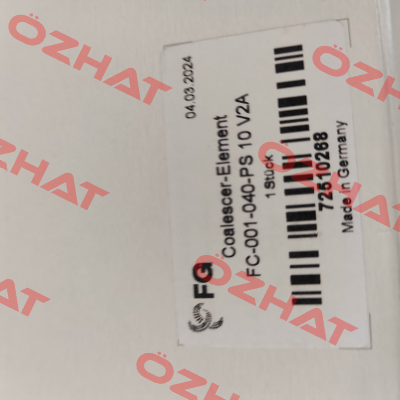 04.03.2024
FG
Coalescer-Element
FC-001-040-PS 10 V2A
1 Stück
72510268
Made in Germany
ÖZHAT
ÖZHAT
ÖZHAT
ÖZHAT
ÖZHAT
ÖZHAT